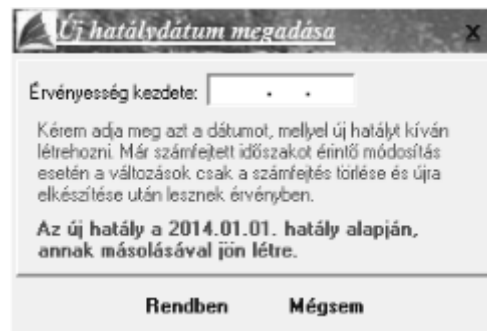 Új hatálydátum megadása
Érvényesség kezdete: . .
Kérem adja meg azt a dátumot, mellyel új hatályt kíván
létrehozni. Már számfejtett időszakot érintő módosítás
esetén a változások csak a számfejtés törlése és újra
elkészítése után lesznek érvényben.
Az új hatály a 2014.01.01. hatály alapján,
annak másolásával jön létre.
Rendben Mégsem